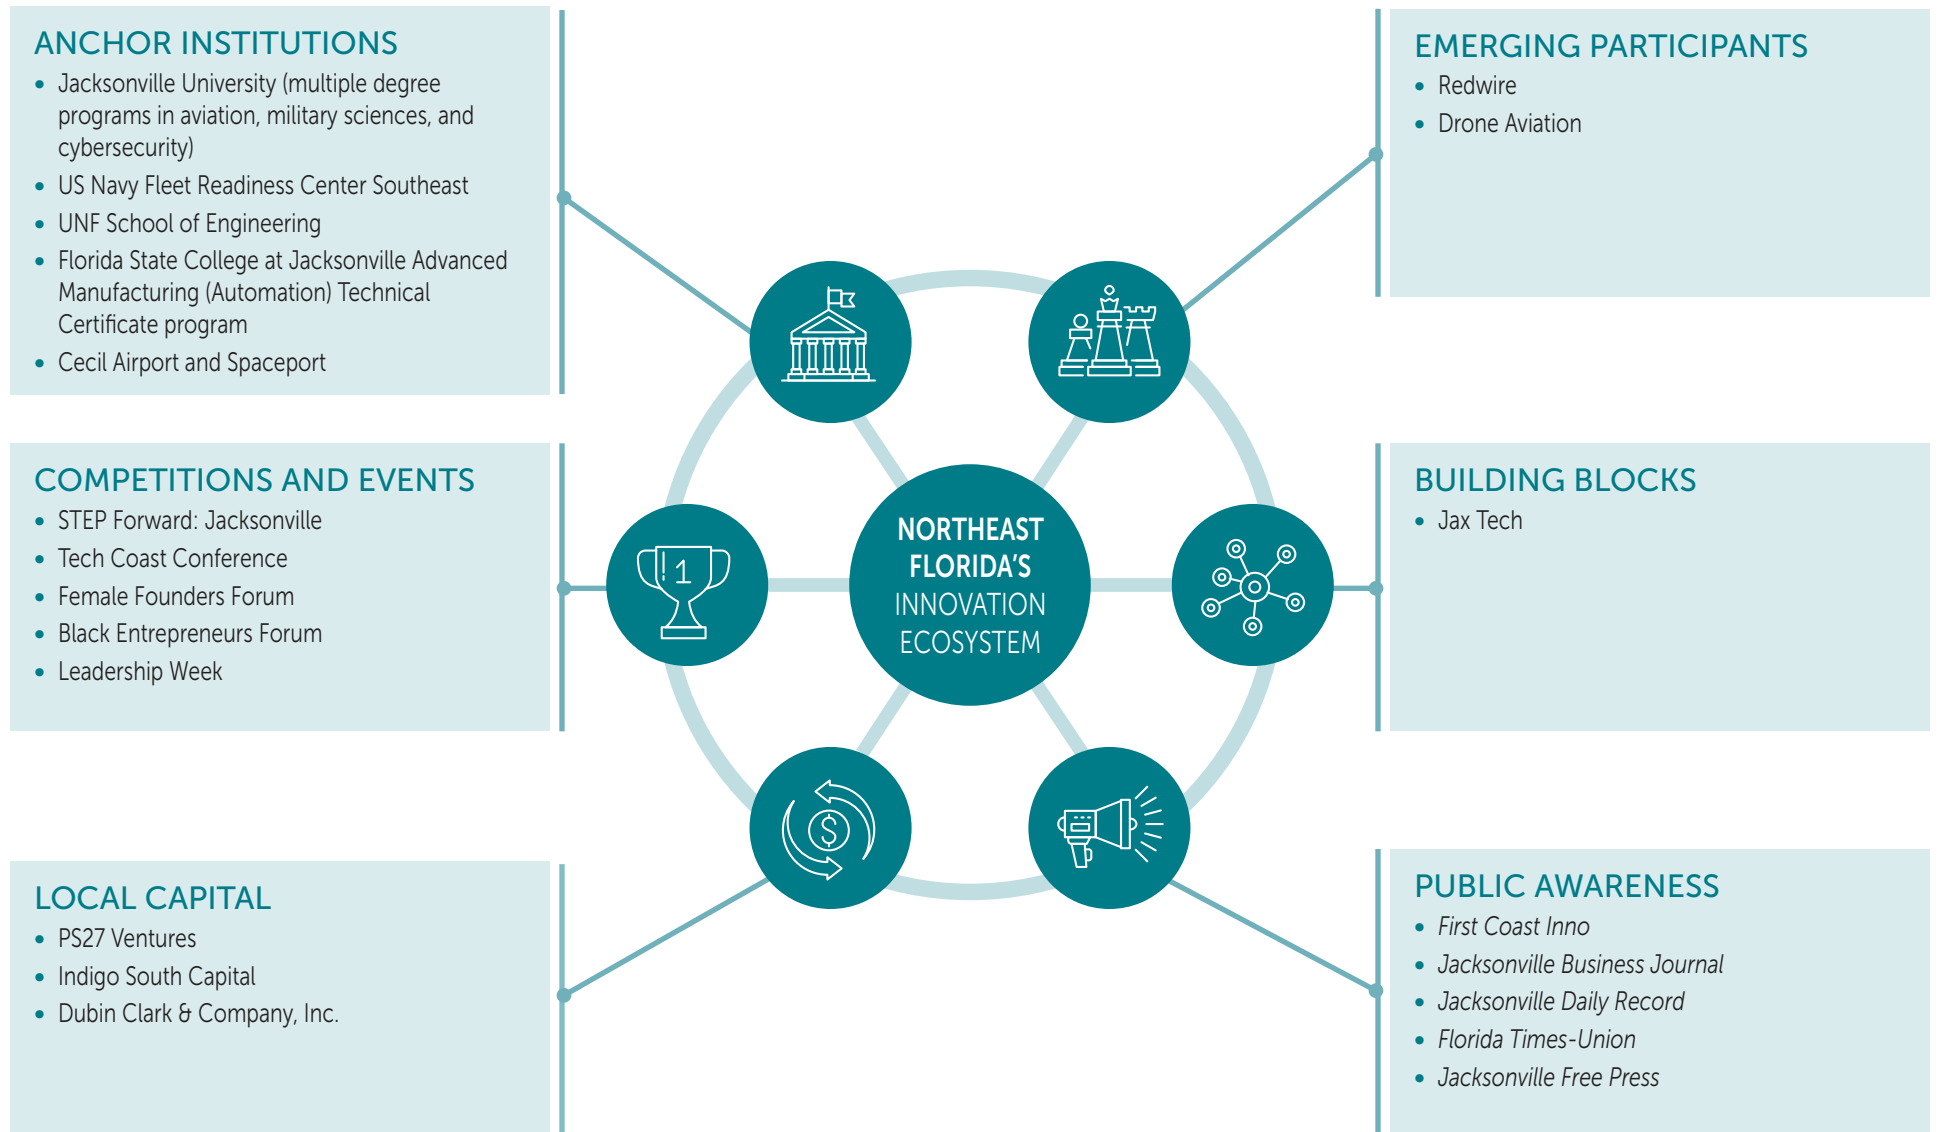 ANCHOR INSTITUTIONS
• Jacksonville University (multiple degree
programs in aviation, military sciences, and
cybersecurity)
• US Navy Fleet Readiness Center Southeast
• UNF School of Engineering
• Florida State College at Jacksonville Advanced
Manufacturing (Automation) Technical
Certificate program
• Cecil Airport and Spaceport
EMERGING PARTICIPANTS
• Redwire
• Drone Aviation
COMPETITIONS AND EVENTS
• STEP Forward: Jacksonville
• Tech Coast Conference
• Female Founders Forum
• Black Entrepreneurs Forum
• Leadership Week
1
NORTHEAST
FLORIDA'S
INNOVATION
ECOSYSTEM
BUILDING BLOCKS
• Jax Tech
LOCAL CAPITAL
• PS27 Ventures
• Indigo South Capital
• Dubin Clark & Company, Inc.
$
PUBLIC AWARENESS
• First Coast Inno
• Jacksonville Business Journal
• Jacksonville Daily Record
• Florida Times-Union
• Jacksonville Free Press